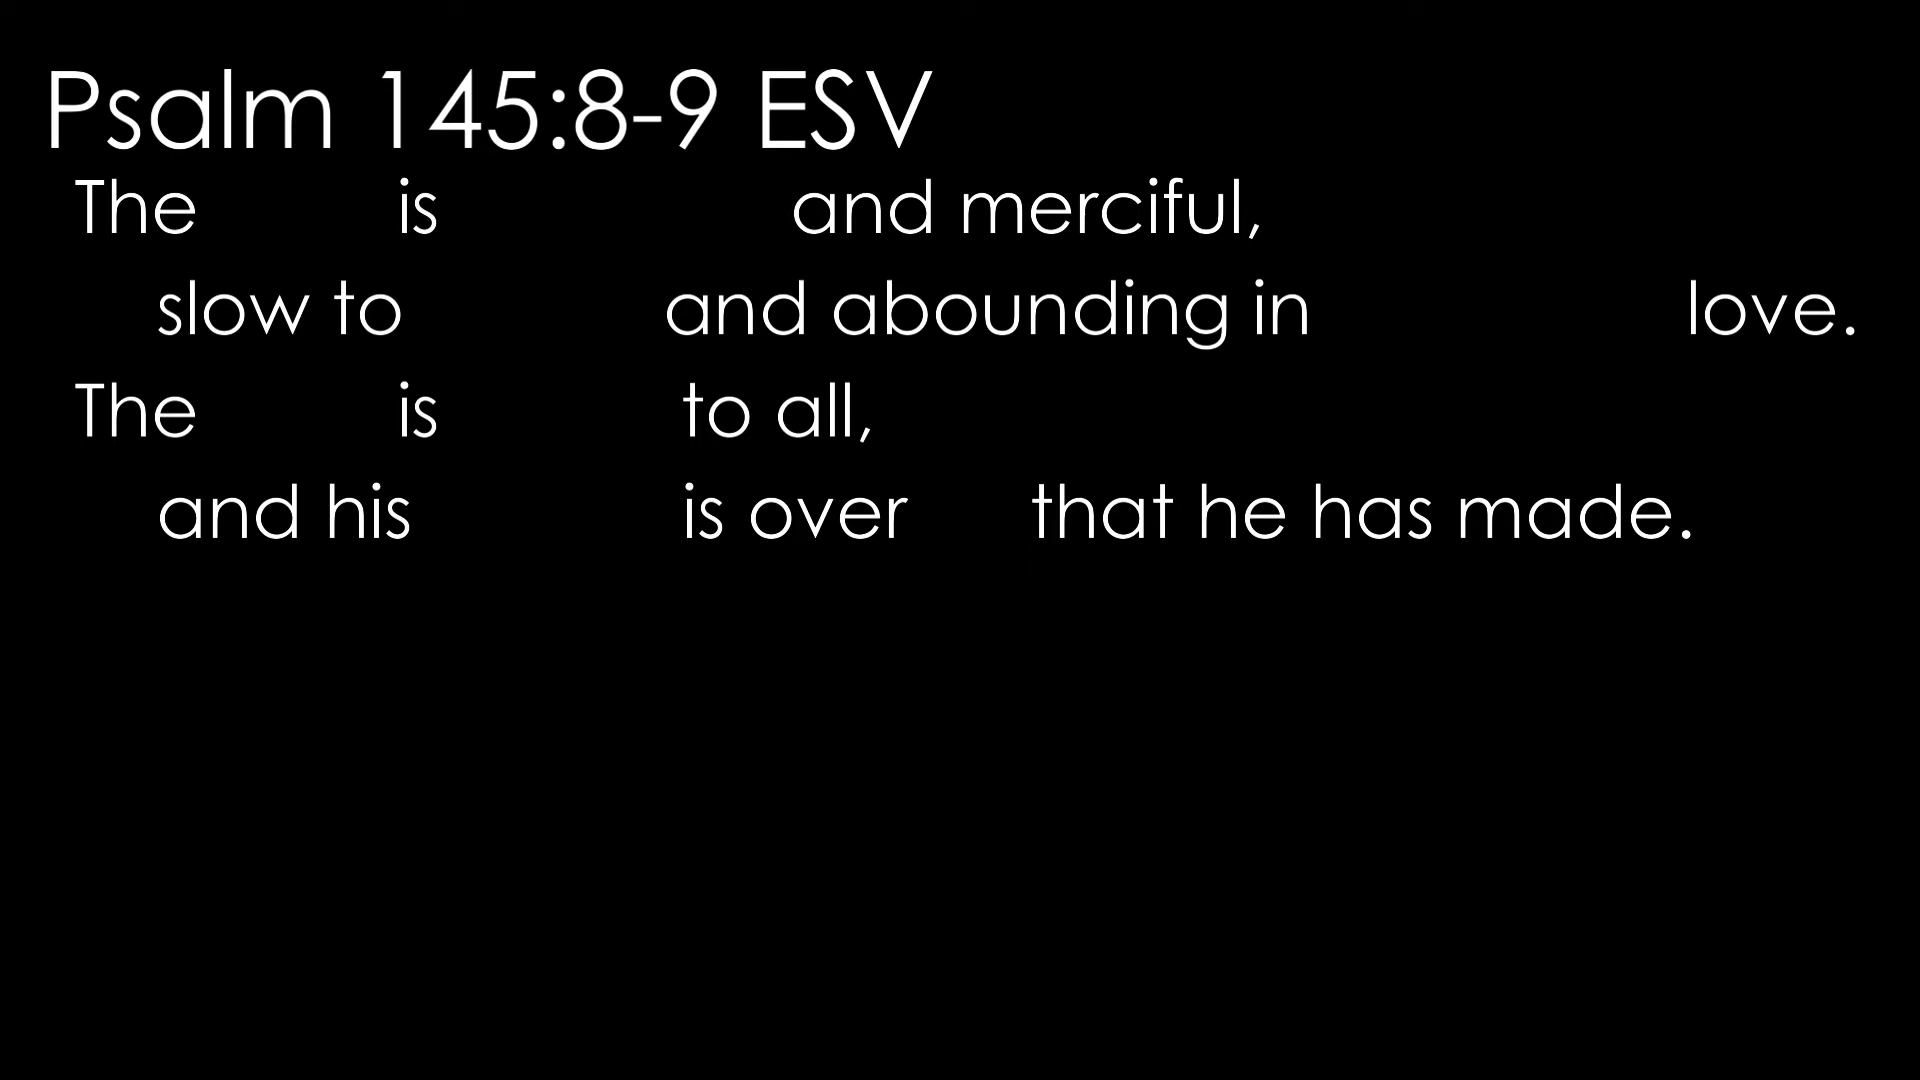 Psalm 145:8-9 ESV
The is and merciful,
slow to and abounding in love.
The is to all,
and his is over that he has made.